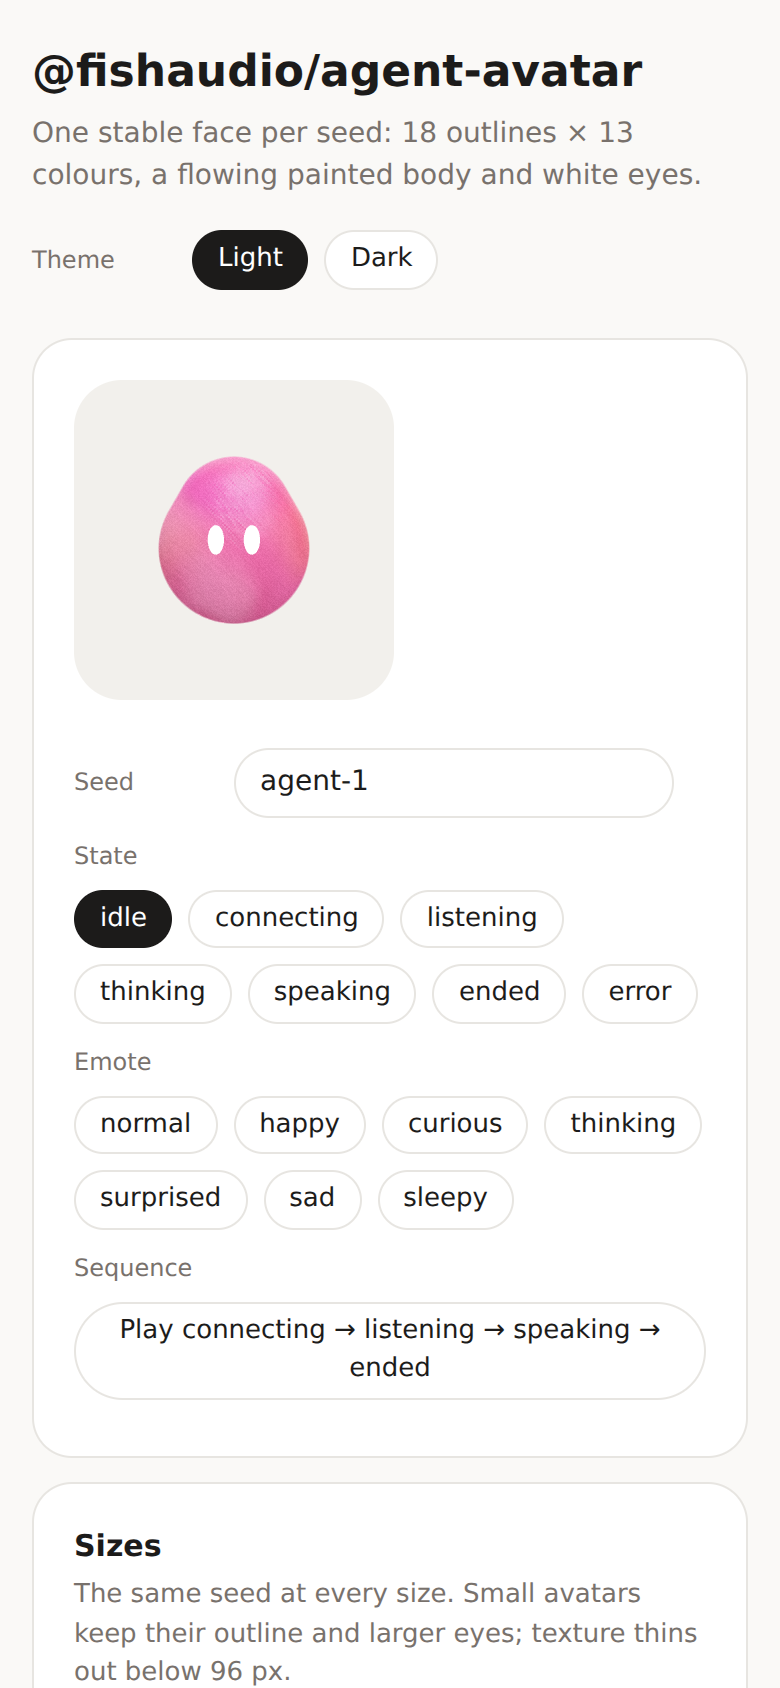 @fishaudio/agent-avatar
One stable face per seed: 18 outlines × 13
colours, a flowing painted body and white eyes.
Theme
Light
Dark
Seed
agent-1
State
idle
connecting
listening
thinking
speaking
ended
error
Emote
normal
happy
curious
thinking
surprised
sad
sleepy
Sequence
Play connecting → listening → speaking →
ended
Sizes
The same seed at every size. Small avatars
keep their outline and larger eyes; texture thins
out below 96 px.